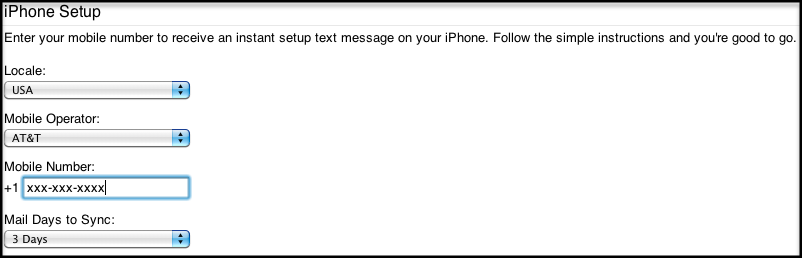 iPhone Setup
Enter your mobile number to receive an instant setup text message on your iPhone. Follow the simple instructions and you're good to go.
Locale:
USA
Mobile Operator:
AT&T
Mobile Number:
+1 xxx-xxx-xxxx
Mail Days to Sync:
3 Days